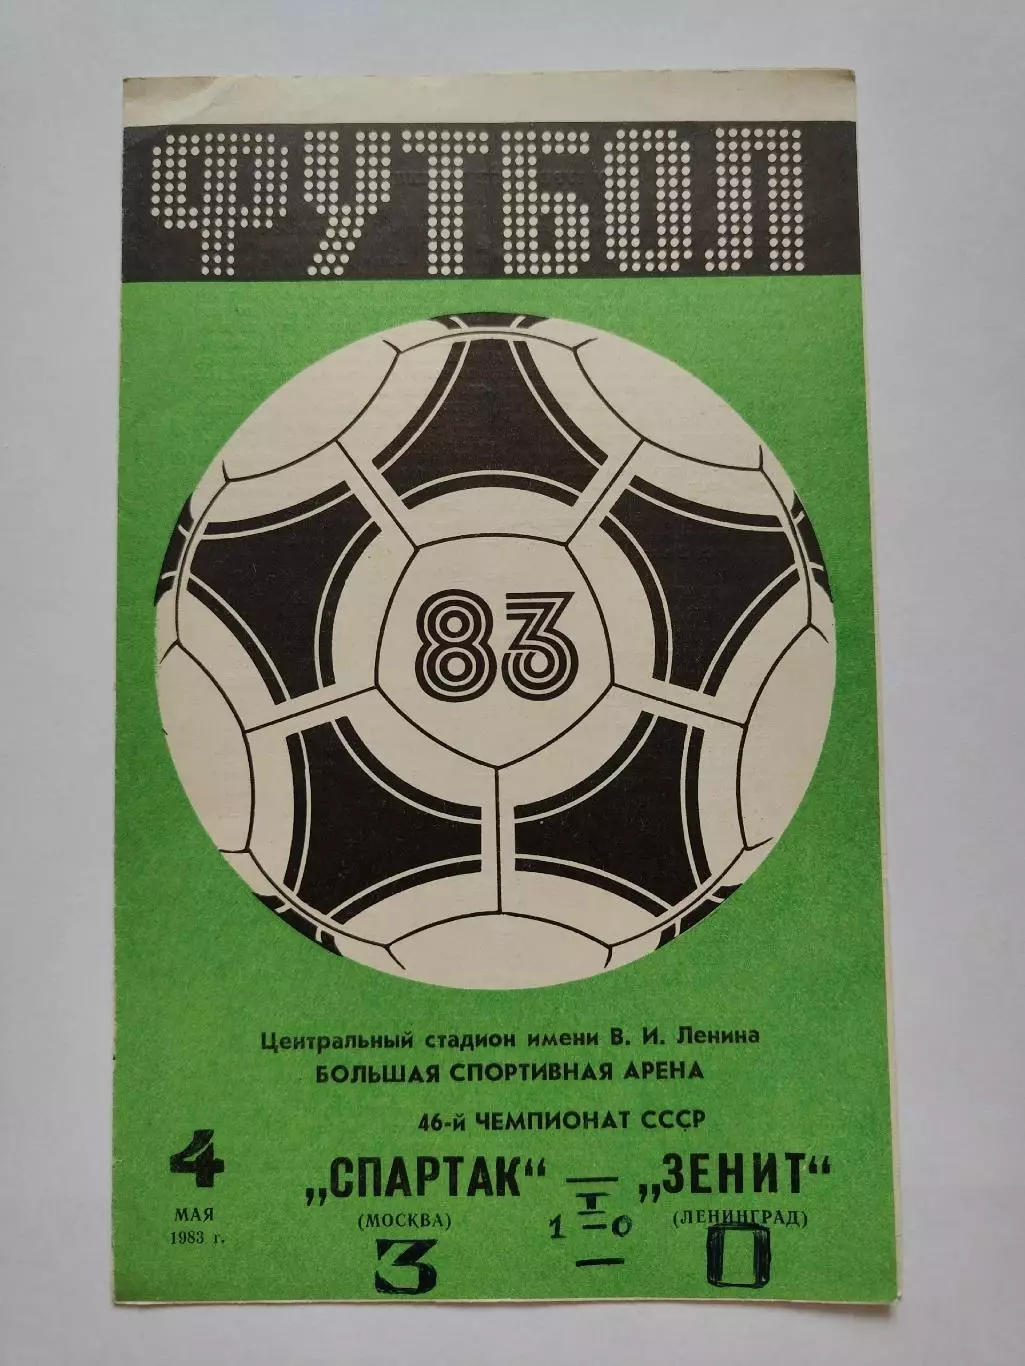 ФУТБОЛ
83
Центральный стадион имени В. И. Ленина
БОЛЬШАЯ СПОРТИВНАЯ АРЕНА
46-й ЧЕМПИОНАТ СССР
4
МАЯ
1983 г.
„СПАРТАК“ — „ЗЕНИТ“
(МОСКВА) (ЛЕНИНГРАД)
I
1 – 0
3 — 0